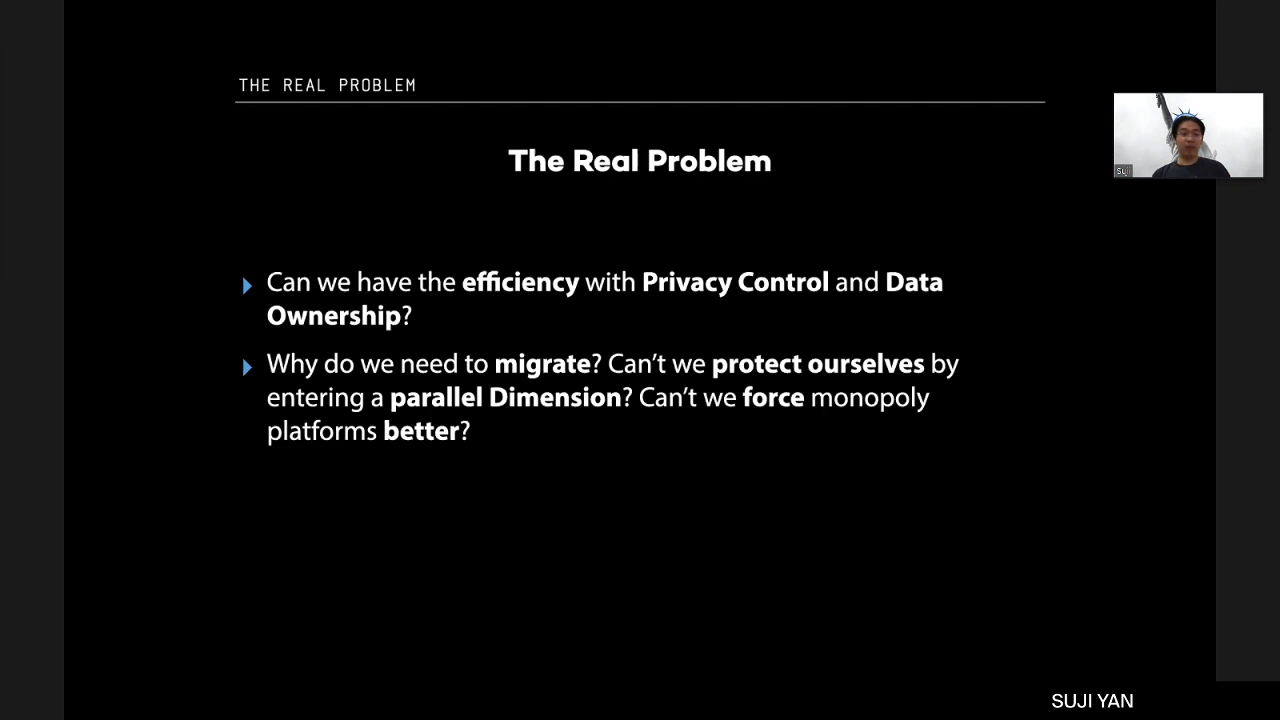 THE REAL PROBLEM
The Real Problem
Can we have the efficiency with Privacy Control and Data
Ownership?
Why do we need to migrate? Can't we protect ourselves by
entering a parallel Dimension? Can't we force monopoly
platforms better?
Suji
SUJI YAN